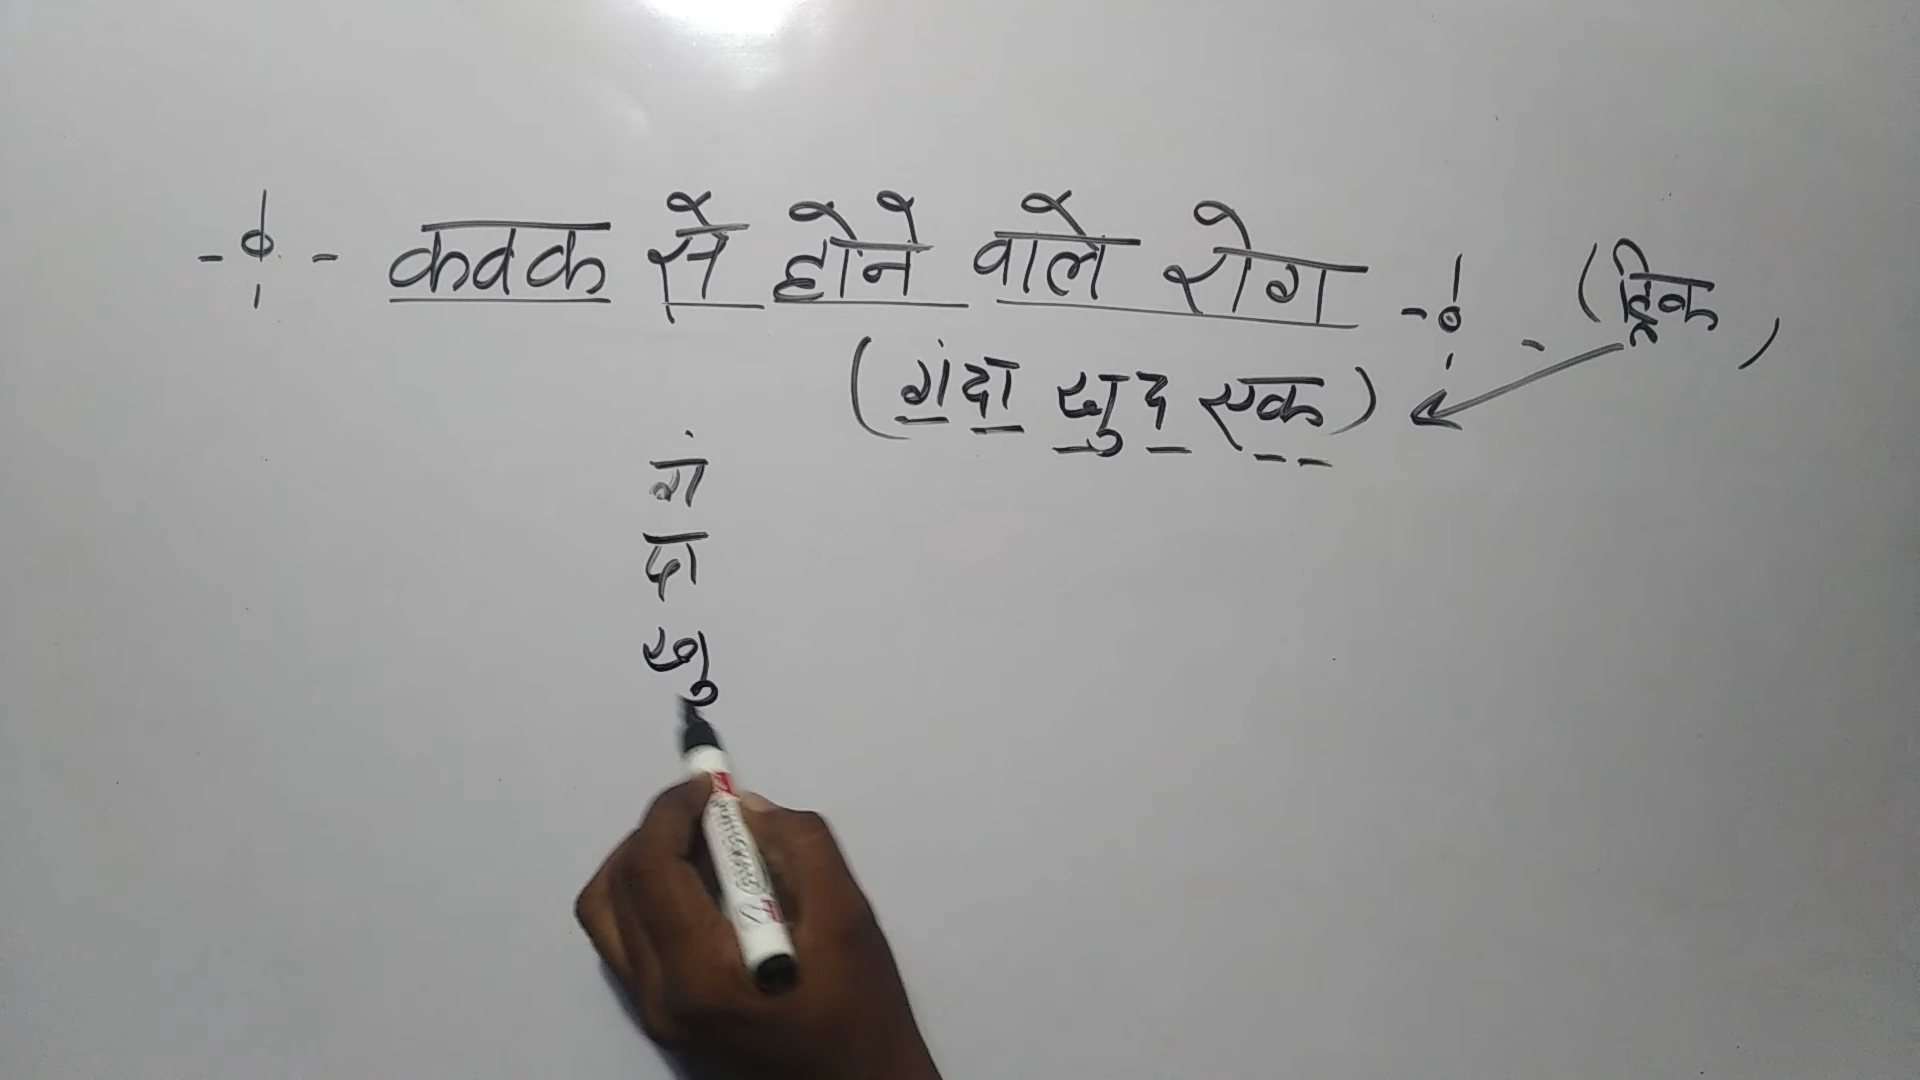 कवक से होने वाले रोग (ट्रिक)
(गंदा खुद एक)
गं
दा
खु